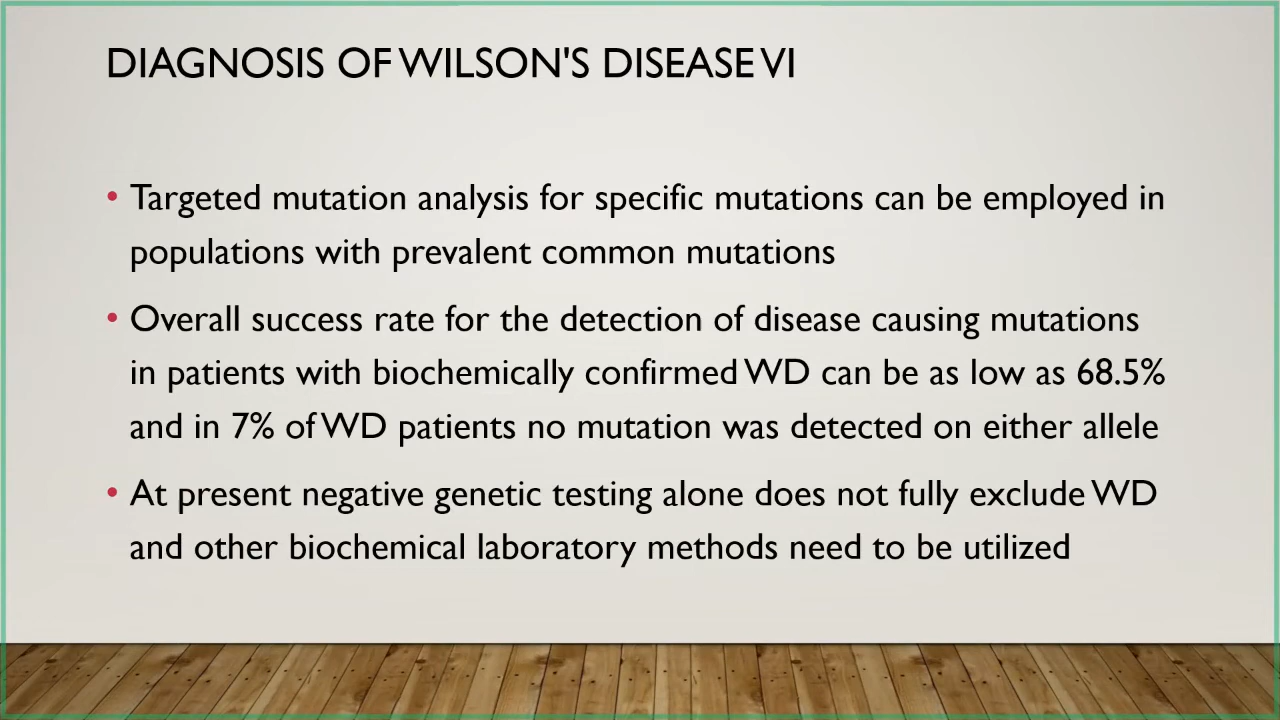 DIAGNOSIS OF WILSON'S DISEASE VI
• Targeted mutation analysis for specific mutations can be employed in
populations with prevalent common mutations
• Overall success rate for the detection of disease causing mutations
in patients with biochemically confirmed WD can be as low as 68.5%
and in 7% of WD patients no mutation was detected on either allele
• At present negative genetic testing alone does not fully exclude WD
and other biochemical laboratory methods need to be utilized